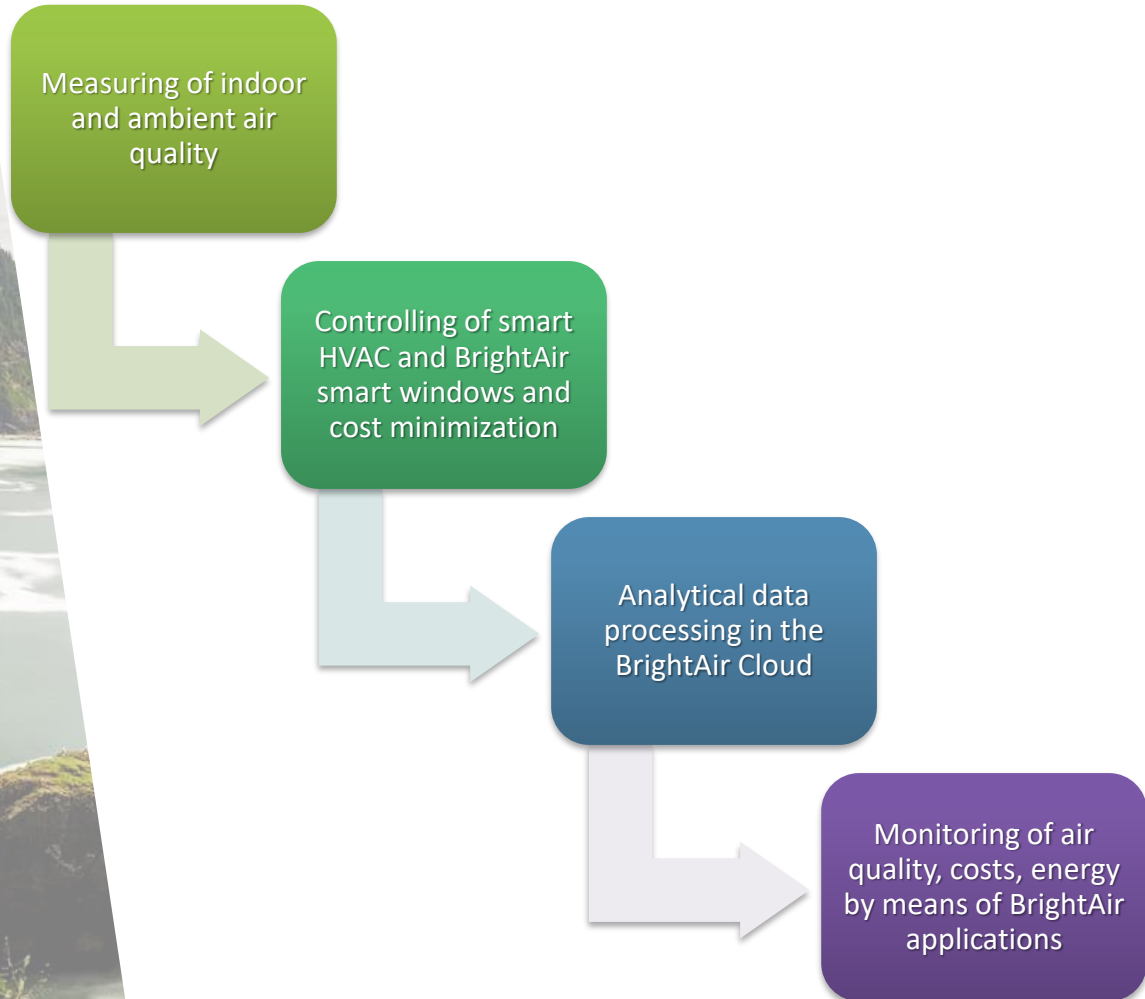 Measuring of indoor
and ambient air
quality
Controlling of smart
HVAC and BrightAir
smart windows and
cost minimization
Analytical data
processing in the
BrightAir Cloud
Monitoring of air
quality, costs, energy
by means of BrightAir
applications